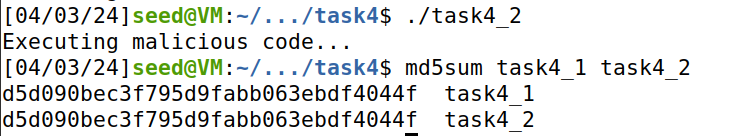 [04/03/24]seed@VM:~/.../task4$ ./task4_2
Executing malicious code...
[04/03/24]seed@VM:~/.../task4$ md5sum task4_1 task4_2
d5d090bec3f795d9fabb063ebdf4044f  task4_1
d5d090bec3f795d9fabb063ebdf4044f  task4_2